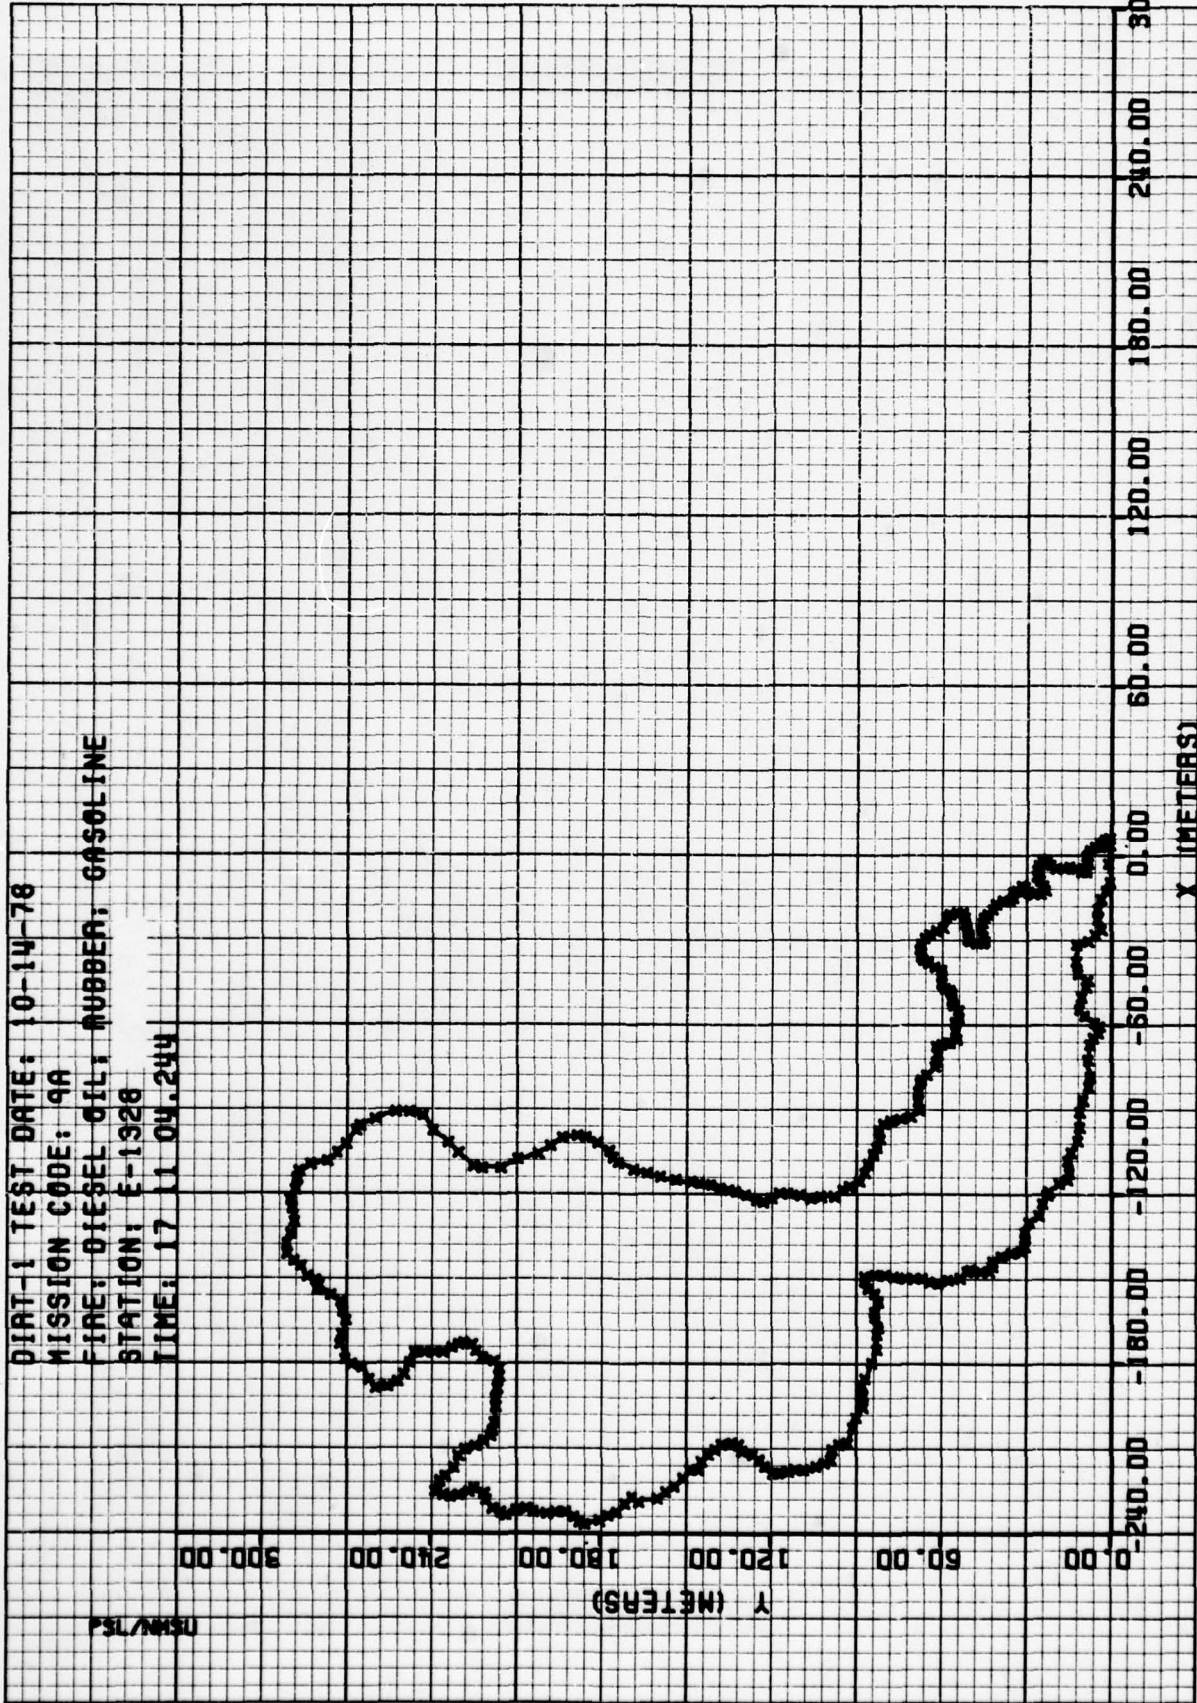 DIRT-1 TEST DATE: 10-14-78
MISSION CODE: 9A
FIRE: DIESEL OIL; RUBBER; GASOLINE
STATION: E-1328
TIME: 17 11 04.244
PSL/NMSU
300.00
240.00
180.00
120.00
60.00
-0.00
Y (METERS)
-240.00 -180.00 -120.00 -60.00 0.00 60.00 120.00 180.00 240.00 30
X (METERS)